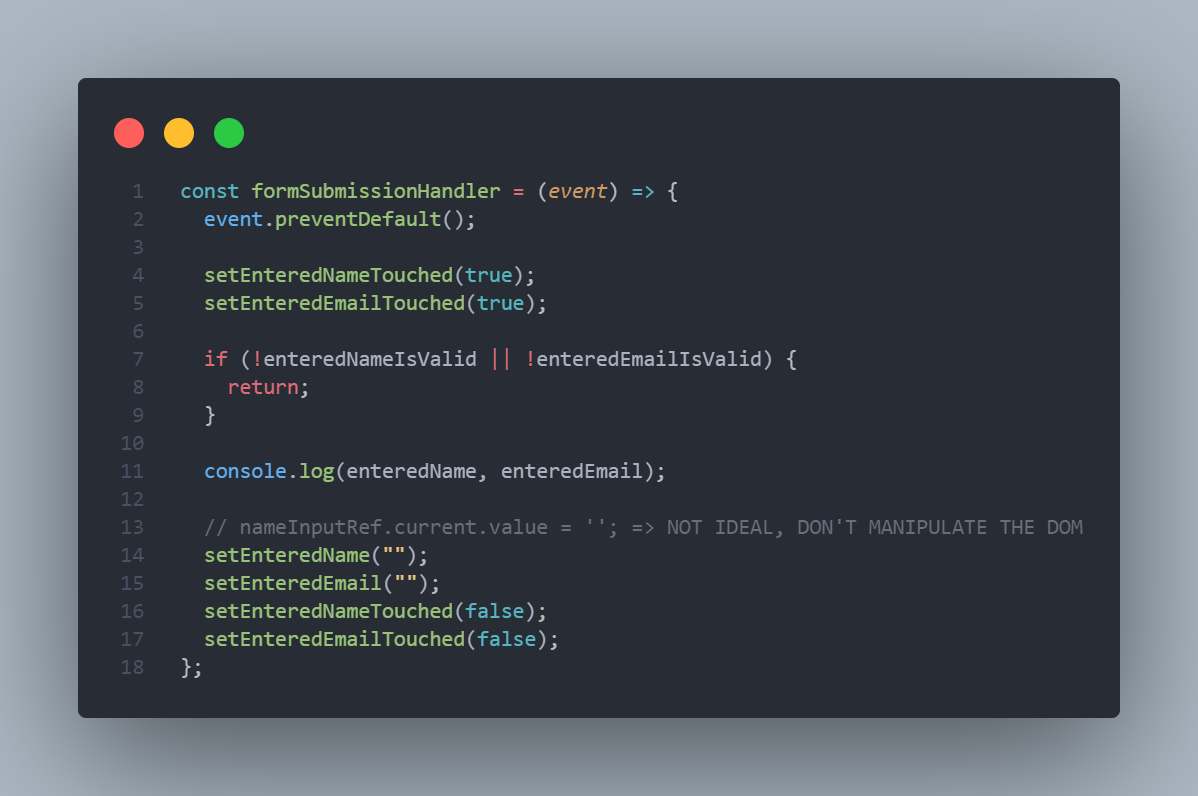 1 const formSubmissionHandler = (event) => {
2   event.preventDefault();
3
4   setEnteredNameTouched(true);
5   setEnteredEmailTouched(true);
6
7   if (!enteredNameIsValid || !enteredEmailIsValid) {
8     return;
9   }
10
11   console.log(enteredName, enteredEmail);
12
13   // nameInputRef.current.value = ''; => NOT IDEAL, DON'T MANIPULATE THE DOM
14   setEnteredName("");
15   setEnteredEmail("");
16   setEnteredNameTouched(false);
17   setEnteredEmailTouched(false);
18 };